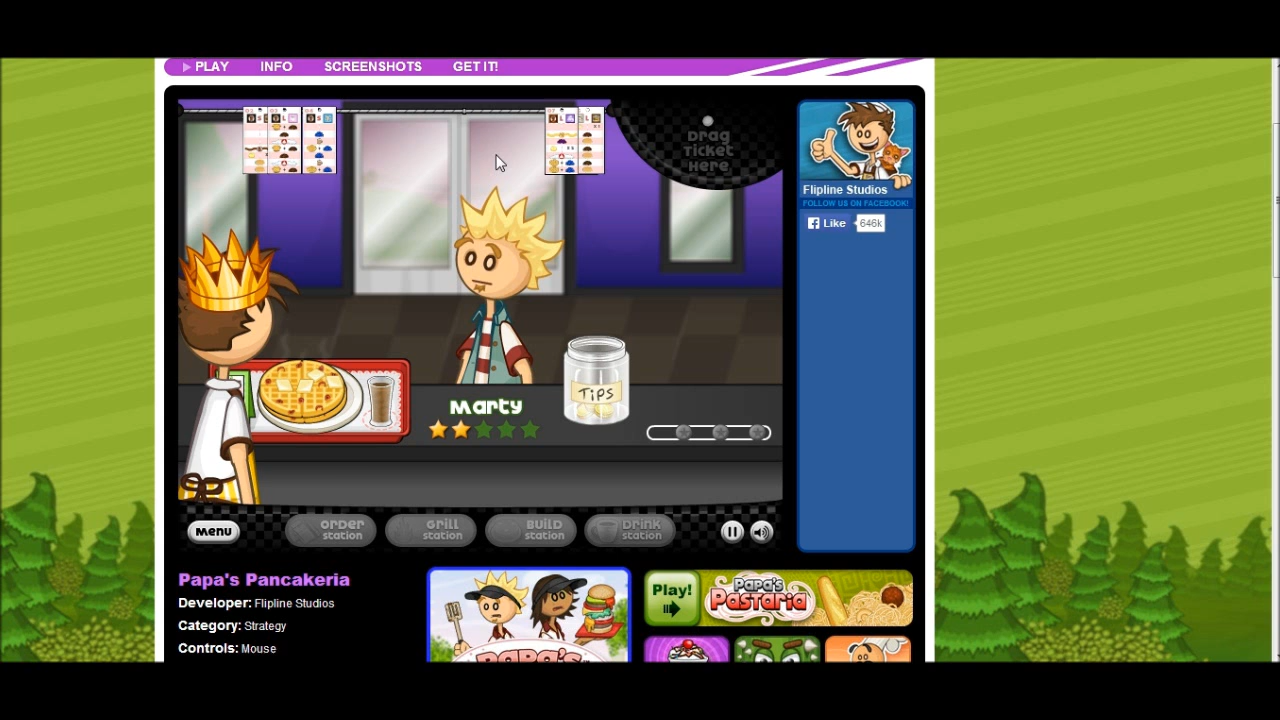 PLAY INFO SCREENSHOTS GET IT!
Drag
Ticket
Here
Flipline Studios
FOLLOW US ON FACEBOOK!
Like 646k
Tips
Marty
menu
Order
station
Grill
station
Build
station
Drink
station
Papa's Pancakeria
Developer: Flipline Studios
Category: Strategy
Controls: Mouse
PAPA'S
Play!
PAPA'S
PASTARIA